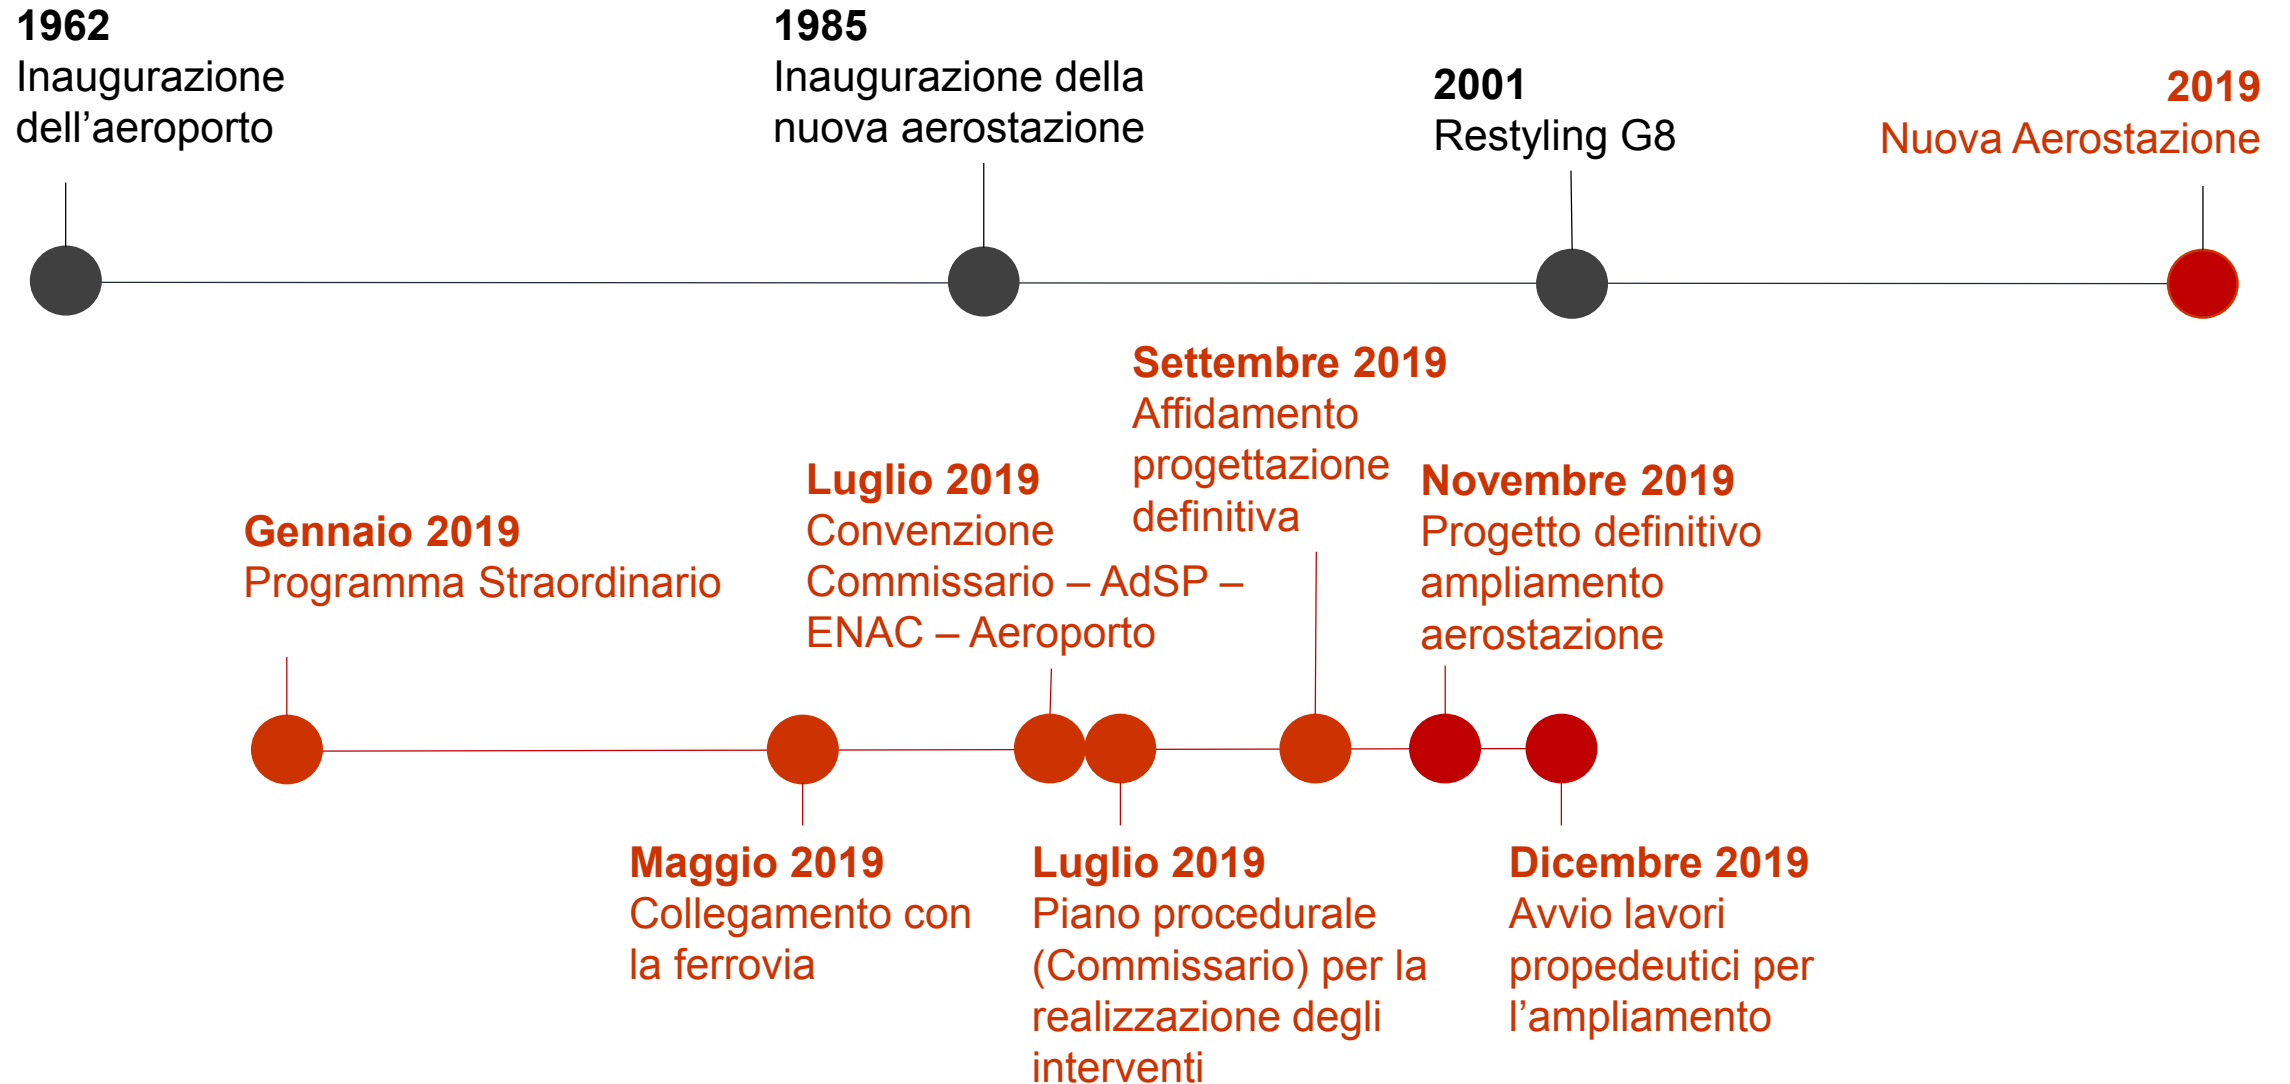 1962
Inaugurazione
dell’aeroporto
1985
Inaugurazione della
nuova aerostazione
2001
Restyling G8
2019
Nuova Aerostazione
Gennaio 2019
Programma Straordinario
Maggio 2019
Collegamento con
la ferrovia
Luglio 2019
Convenzione
Commissario – AdSP –
ENAC – Aeroporto
Luglio 2019
Piano procedurale
(Commissario) per la
realizzazione degli
interventi
Settembre 2019
Affidamento
progettazione
definitiva
Novembre 2019
Progetto definitivo
ampliamento
aerostazione
Dicembre 2019
Avvio lavori
propedeutici per
l’ampliamento